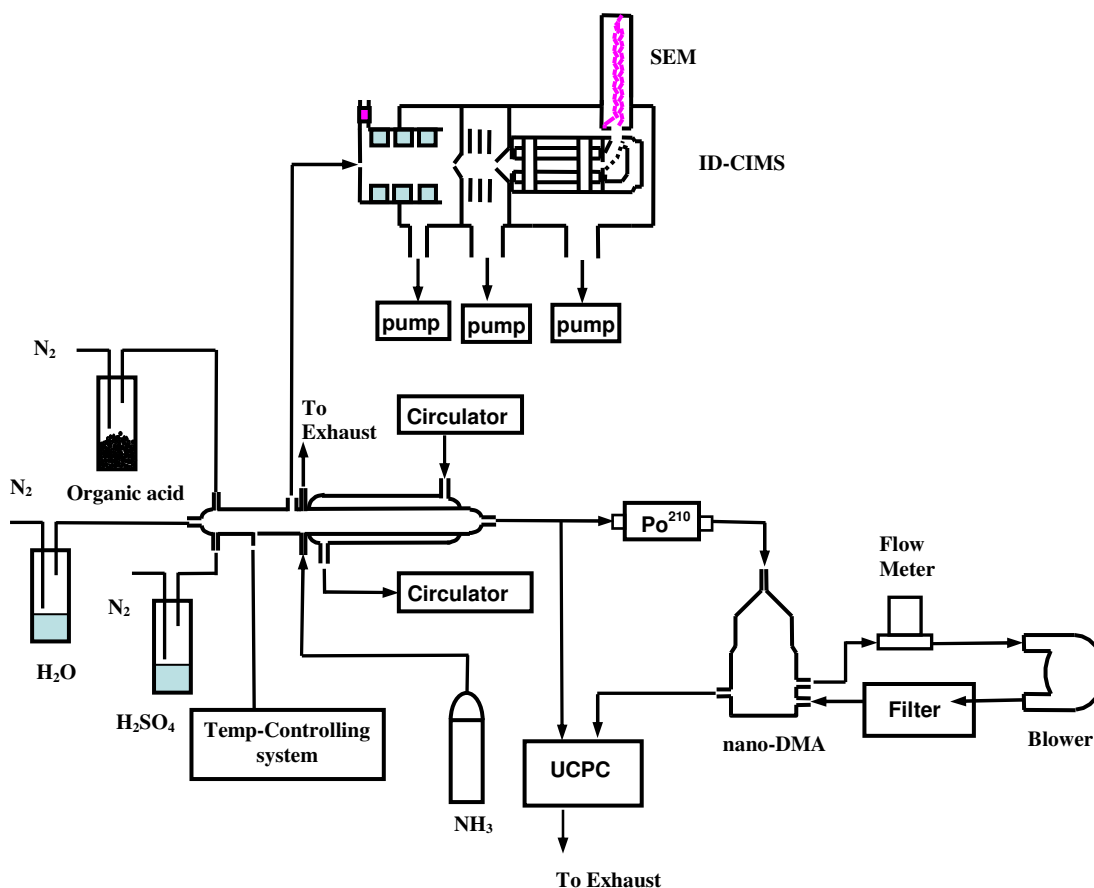 SEM
ID-CIMS
pump
pump
pump
N₂
To
Exhaust
Circulator
Organic acid
N₂
Po²¹⁰
Flow
Meter
N₂
Circulator
H₂O
H₂SO₄
Temp-Controlling
system
NH₃
UCPC
nano-DMA
Filter
Blower
To Exhaust